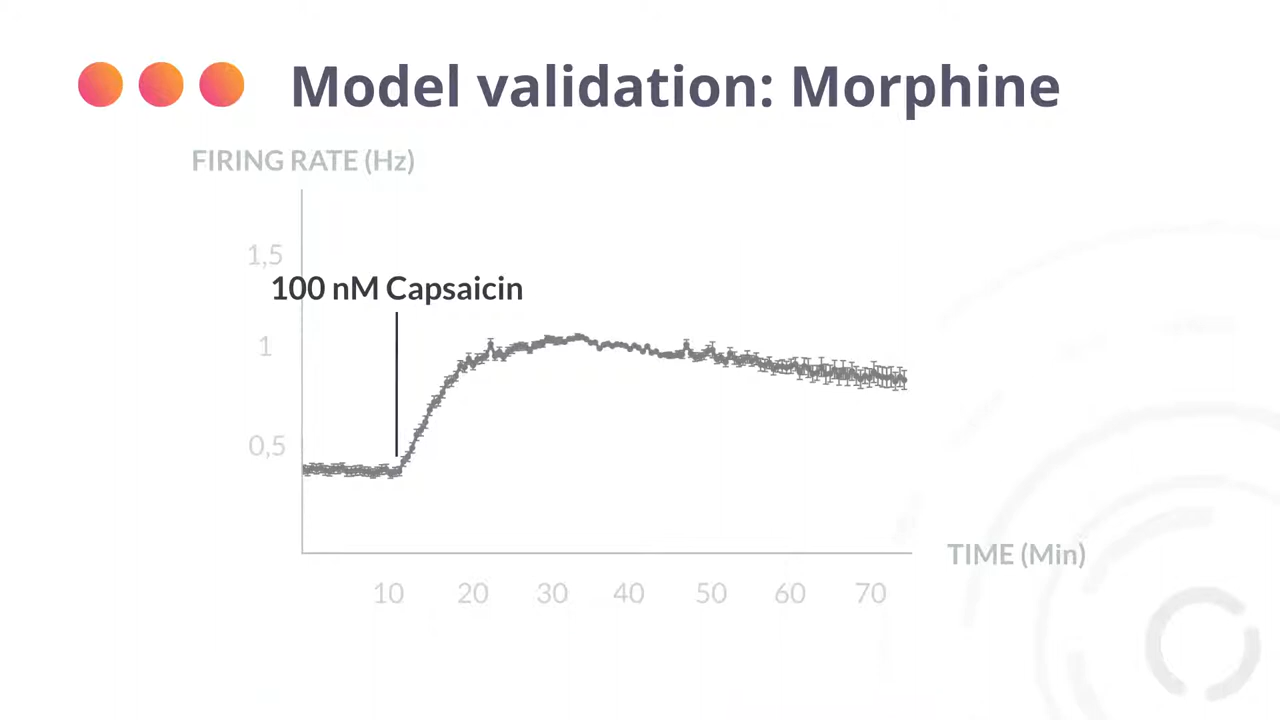 Model validation: Morphine
FIRING RATE (Hz)
1,5
100 nM Capsaicin
1
0,5
TIME (Min)
10 20 30 40 50 60 70